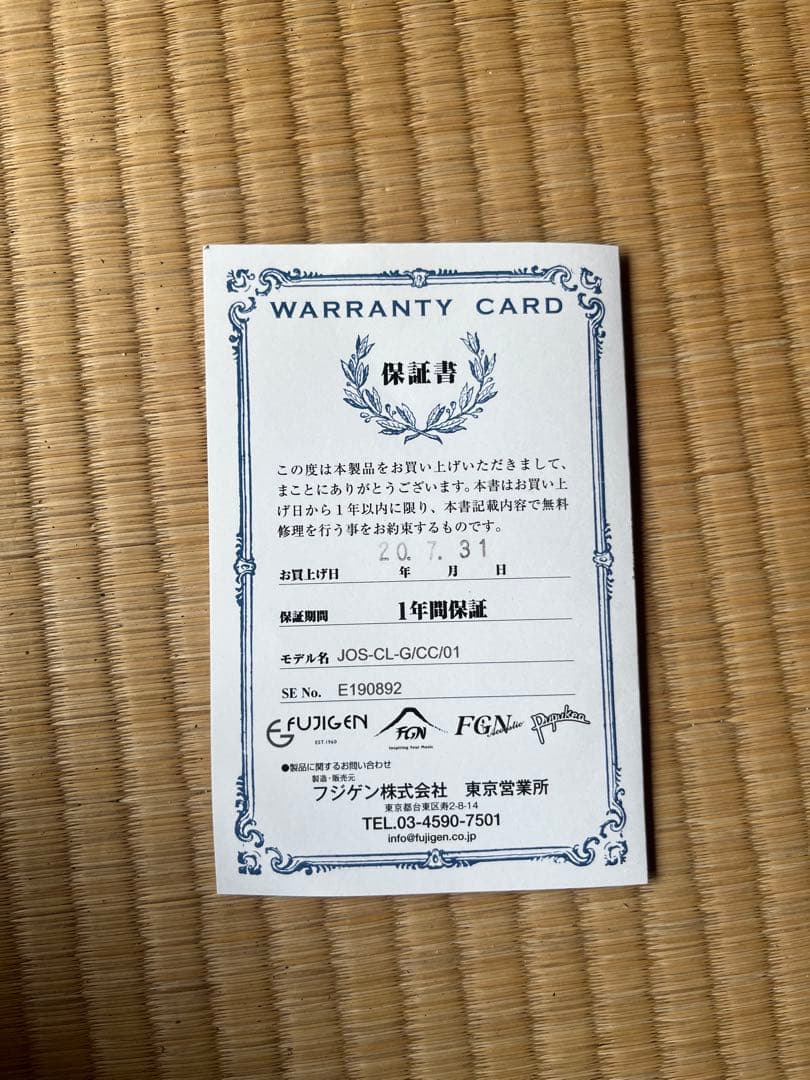 WARRANTY CARD
保証書
この度は本製品をお買い上げいただきまして、
まことにありがとうございます。本書はお買い上
げ日から1年以内に限り、本書記載内容で無料
修理を行う事をお約束するものです。
20. 7. 31
お買上げ日 年 月 日
保証期間 1年間保証
モデル名 JOS-CL-G/CC/01
SE No. E190892
FUJIGEN FGN FGN Acoustic Pupukea
EST.1960 Inspiring Your Music
●製品に関するお問い合わせ
製造・販売元
フジゲン株式会社 東京営業所
東京都台東区寿2-8-14
TEL.03-4590-7501
info@fujigen.co.jp